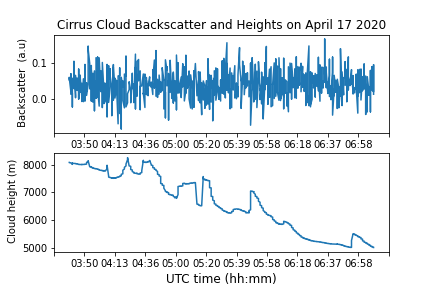 Cirrus Cloud Backscatter and Heights on April 17 2020
Backscatter (a.u)
0.1
0.0
03:50 04:13 04:36 05:00 05:20 05:39 05:58 06:18 06:37 06:58
Cloud height (m)
8000
7000
6000
5000
03:50 04:13 04:36 05:00 05:20 05:39 05:58 06:18 06:37 06:58
UTC time (hh:mm)